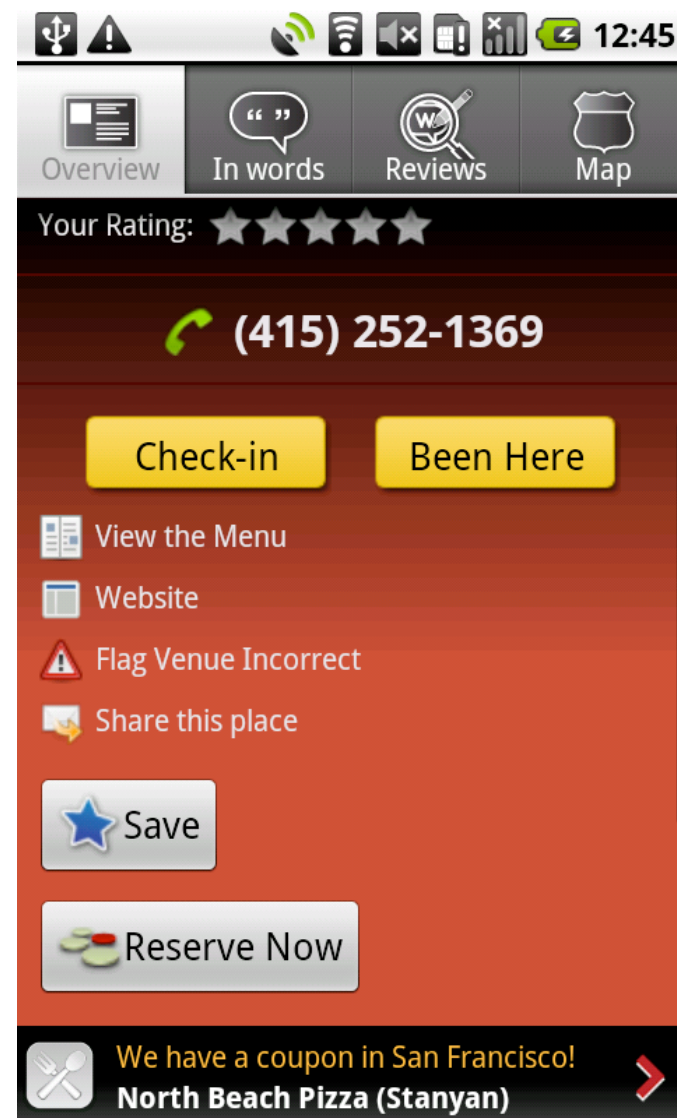 12:45
Overview
In words
Reviews
Map
Your Rating:
(415) 252-1369
Check-in
Been Here
View the Menu
Website
Flag Venue Incorrect
Share this place
Save
Reserve Now
We have a coupon in San Francisco!
North Beach Pizza (Stanyan)